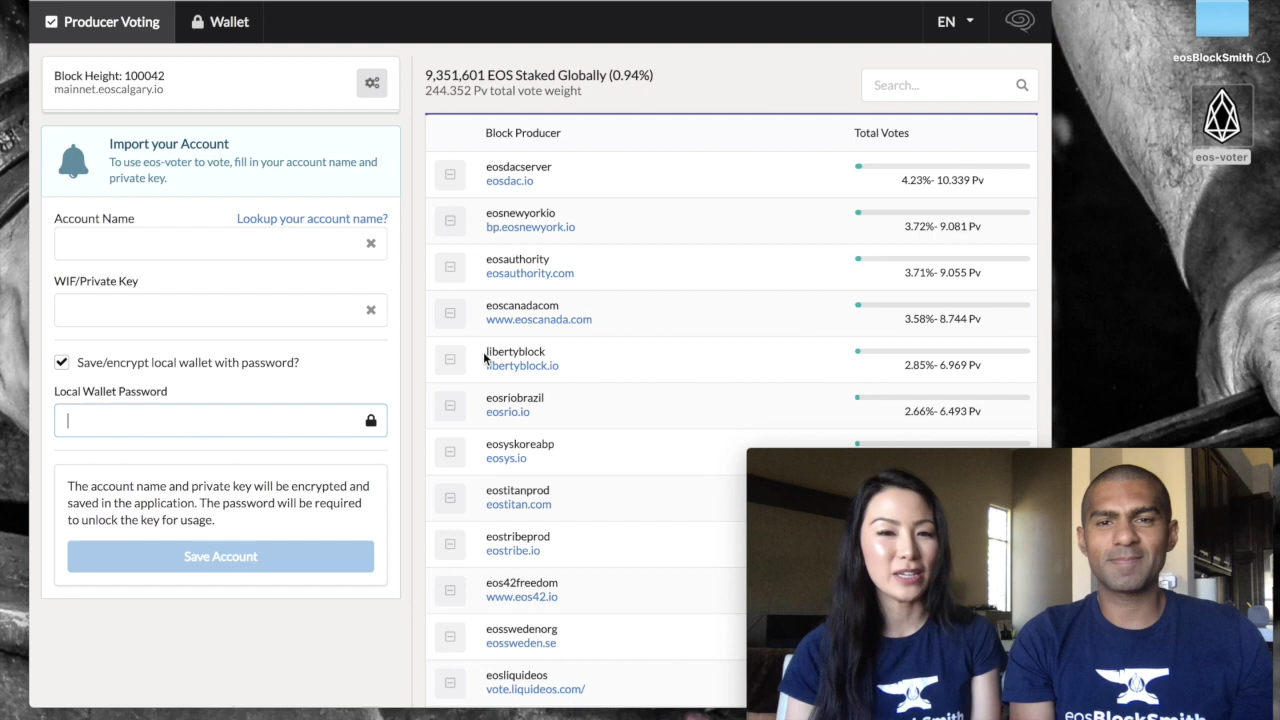 Producer Voting
Wallet
EN
Block Height: 100042
mainnet.eoscalgary.io
Import your Account
To use eos-voter to vote, fill in your account name and
private key.
Account Name
Lookup your account name?
WIF/Private Key
Save/encrypt local wallet with password?
Local Wallet Password
The account name and private key will be encrypted and
saved in the application. The password will be required
to unlock the key for usage.
Save Account
9,351,601 EOS Staked Globally (0.94%)
244.352 Pv total vote weight
Search...
Block Producer
Total Votes
eosdacserver
eosdac.io
4.23%- 10.339 Pv
eosnewyorkio
bp.eosnewyork.io
3.72%- 9.081 Pv
eosauthority
eosauthority.com
3.71%- 9.055 Pv
eoscanadacom
www.eoscanada.com
3.58%- 8.744 Pv
libertyblock
libertyblock.io
2.85%- 6.969 Pv
eosriobrazil
eosrio.io
2.66%- 6.493 Pv
eosyskoreabp
eosys.io
eostitanprod
eostitan.com
eostribeprod
eostribe.io
eos42freedom
www.eos42.io
eosswedenorg
eossweden.se
eosliquideos
vote.liquideos.com/
eosBlockSmith
eos-voter
eosBlockSmith